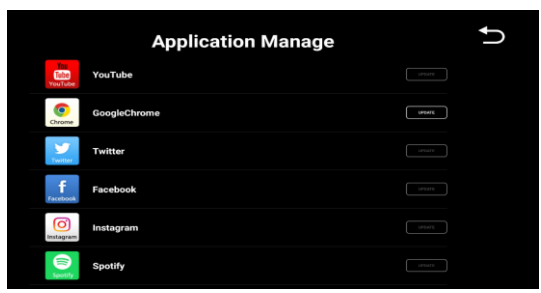 Application Manage
You
Tube
YouTube
YouTube
UPDATE
Chrome
GoogleChrome
UPDATE
Twitter
Twitter
UPDATE
f
Facebook
Facebook
UPDATE
Instagram
Instagram
UPDATE
Spotify
Spotify
UPDATE